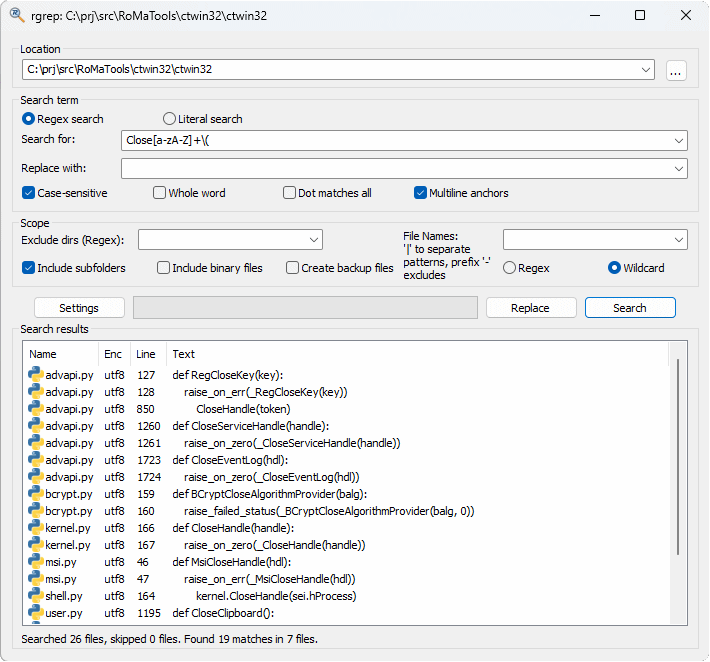 rgrep: C:\prj\src\RoMaTools\ctwin32\ctwin32
Location
C:\prj\src\RoMaTools\ctwin32\ctwin32
...
Search term
Regex search Literal search
Search for: Close[a-zA-Z]+\(
Replace with:
Case-sensitive Whole word Dot matches all Multiline anchors
Scope
Exclude dirs (Regex):
File Names:
'|' to separate
patterns, prefix '-'
excludes
Include subfolders Include binary files Create backup files Regex Wildcard
Settings Replace Search
Search results
Name Enc Line Text
advapi.py utf8 127 def RegCloseKey(key):
advapi.py utf8 128 raise_on_err(_RegCloseKey(key))
advapi.py utf8 850 CloseHandle(token)
advapi.py utf8 1260 def CloseServiceHandle(handle):
advapi.py utf8 1261 raise_on_zero(_CloseServiceHandle(handle))
advapi.py utf8 1723 def CloseEventLog(hdl):
advapi.py utf8 1724 raise_on_zero(_CloseEventLog(hdl))
bcrypt.py utf8 159 def BCryptCloseAlgorithmProvider(balg):
bcrypt.py utf8 160 raise_failed_status(_BCryptCloseAlgorithmProvider(balg, 0))
kernel.py utf8 166 def CloseHandle(handle):
kernel.py utf8 167 raise_on_zero(_CloseHandle(handle))
msi.py utf8 46 def MsiCloseHandle(hdl):
msi.py utf8 47 raise_on_err(_MsiCloseHandle(hdl))
shell.py utf8 164 kernel.CloseHandle(sei.hProcess)
user.py utf8 1195 def CloseClipboard():
Searched 26 files, skipped 0 files. Found 19 matches in 7 files.